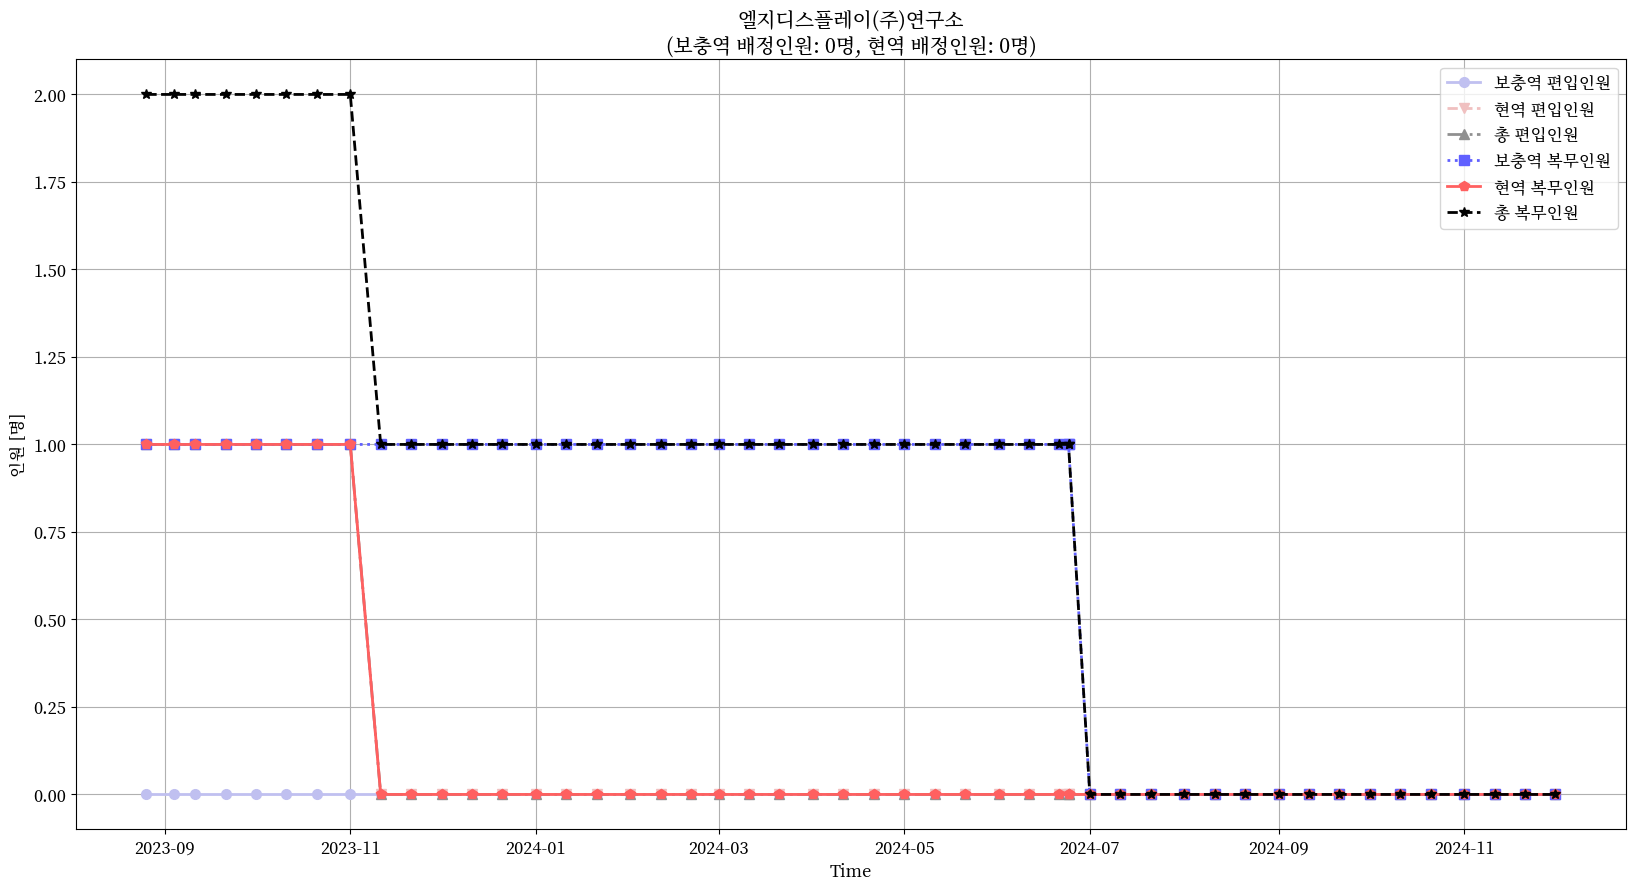 엘지디스플레이(주)연구소
(보충역 배정인원: 0명, 현역 배정인원: 0명)
보충역 편입인원
현역 편입인원
총 편입인원
보충역 복무인원
현역 복무인원
총 복무인원
인원 [명]
2.00
1.75
1.50
1.25
1.00
0.75
0.50
0.25
0.00
2023-09
2023-11
2024-01
2024-03
2024-05
2024-07
2024-09
2024-11
Time